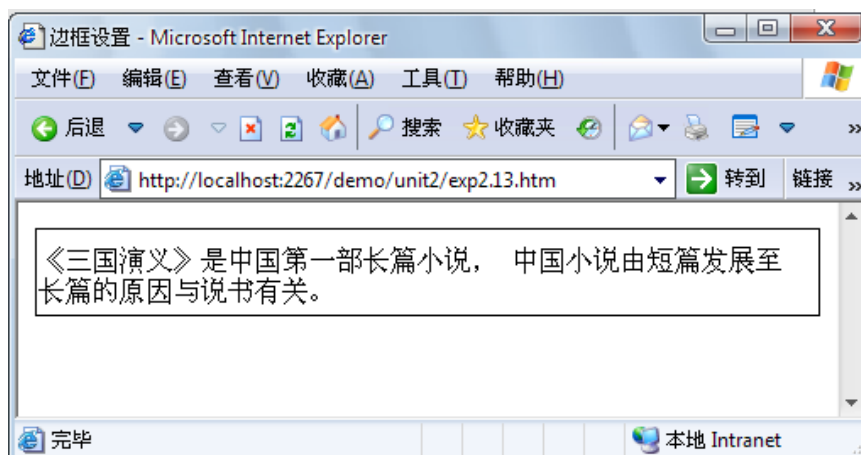 边框设置 - Microsoft Internet Explorer
文件(F) 编辑(E) 查看(V) 收藏(A) 工具(T) 帮助(H)
后退 搜索 收藏夹 »
地址(D) http://localhost:2267/demo/unit2/exp2.13.htm 转到 链接 »
《三国演义》是中国第一部长篇小说， 中国小说由短篇发展至
长篇的原因与说书有关。
完毕 本地 Intranet